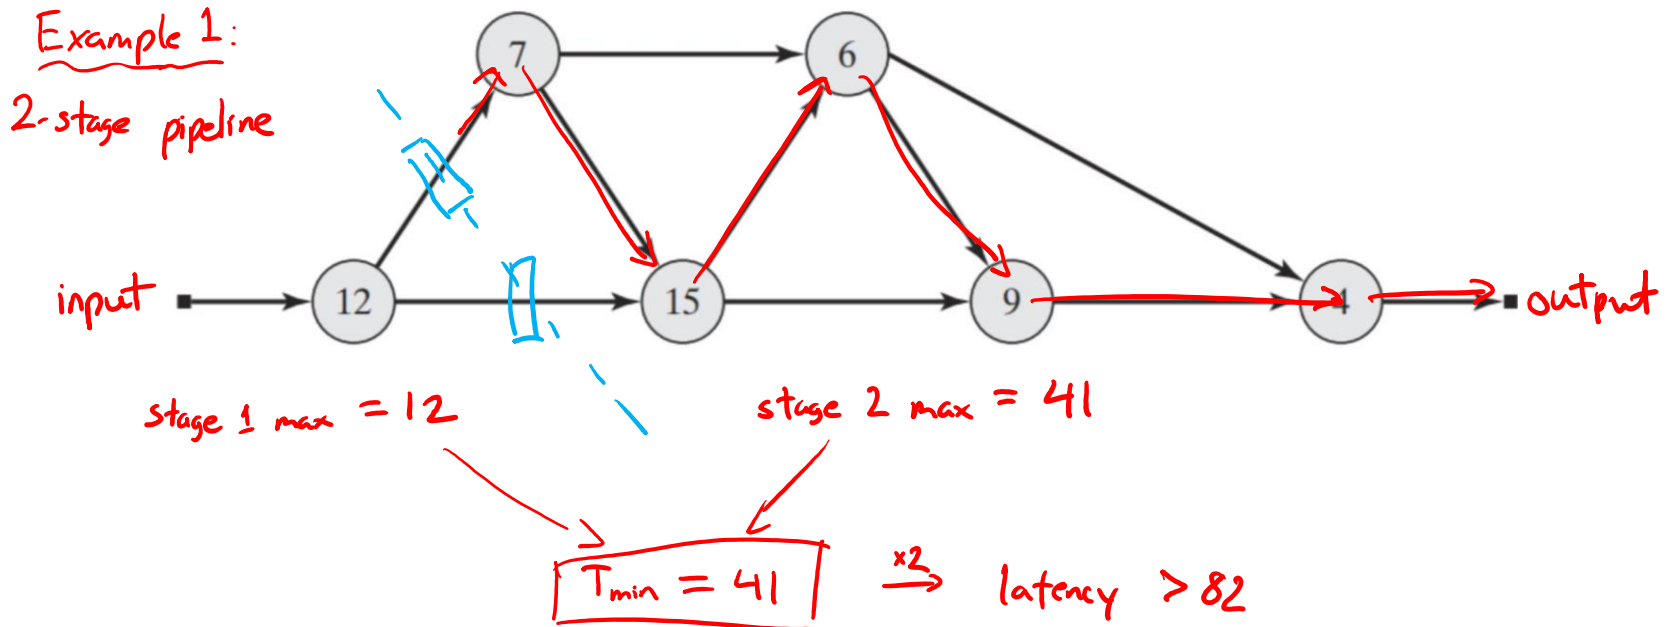 Example 1:
2-stage pipeline
7
6
input
12
15
9
4
output
stage 1 max = 12
stage 2 max = 41
Tmin = 41
x2
latency > 82